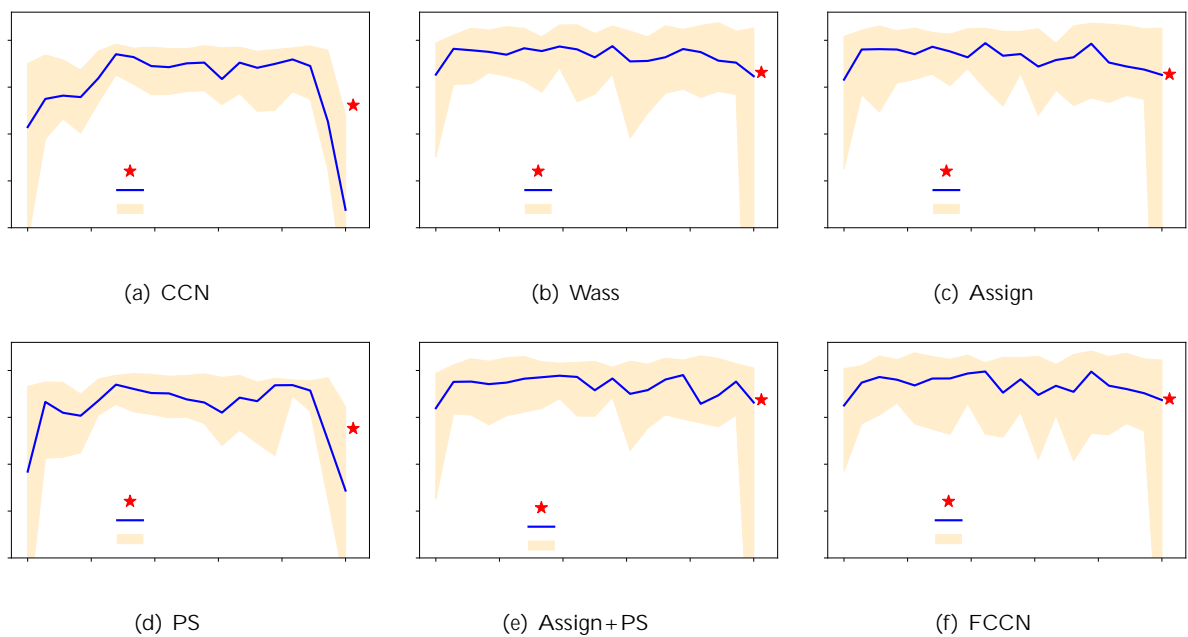 (a) CCN
(b) Wass
(c) Assign
(d) PS
(e) Assign+PS
(f) FCCN